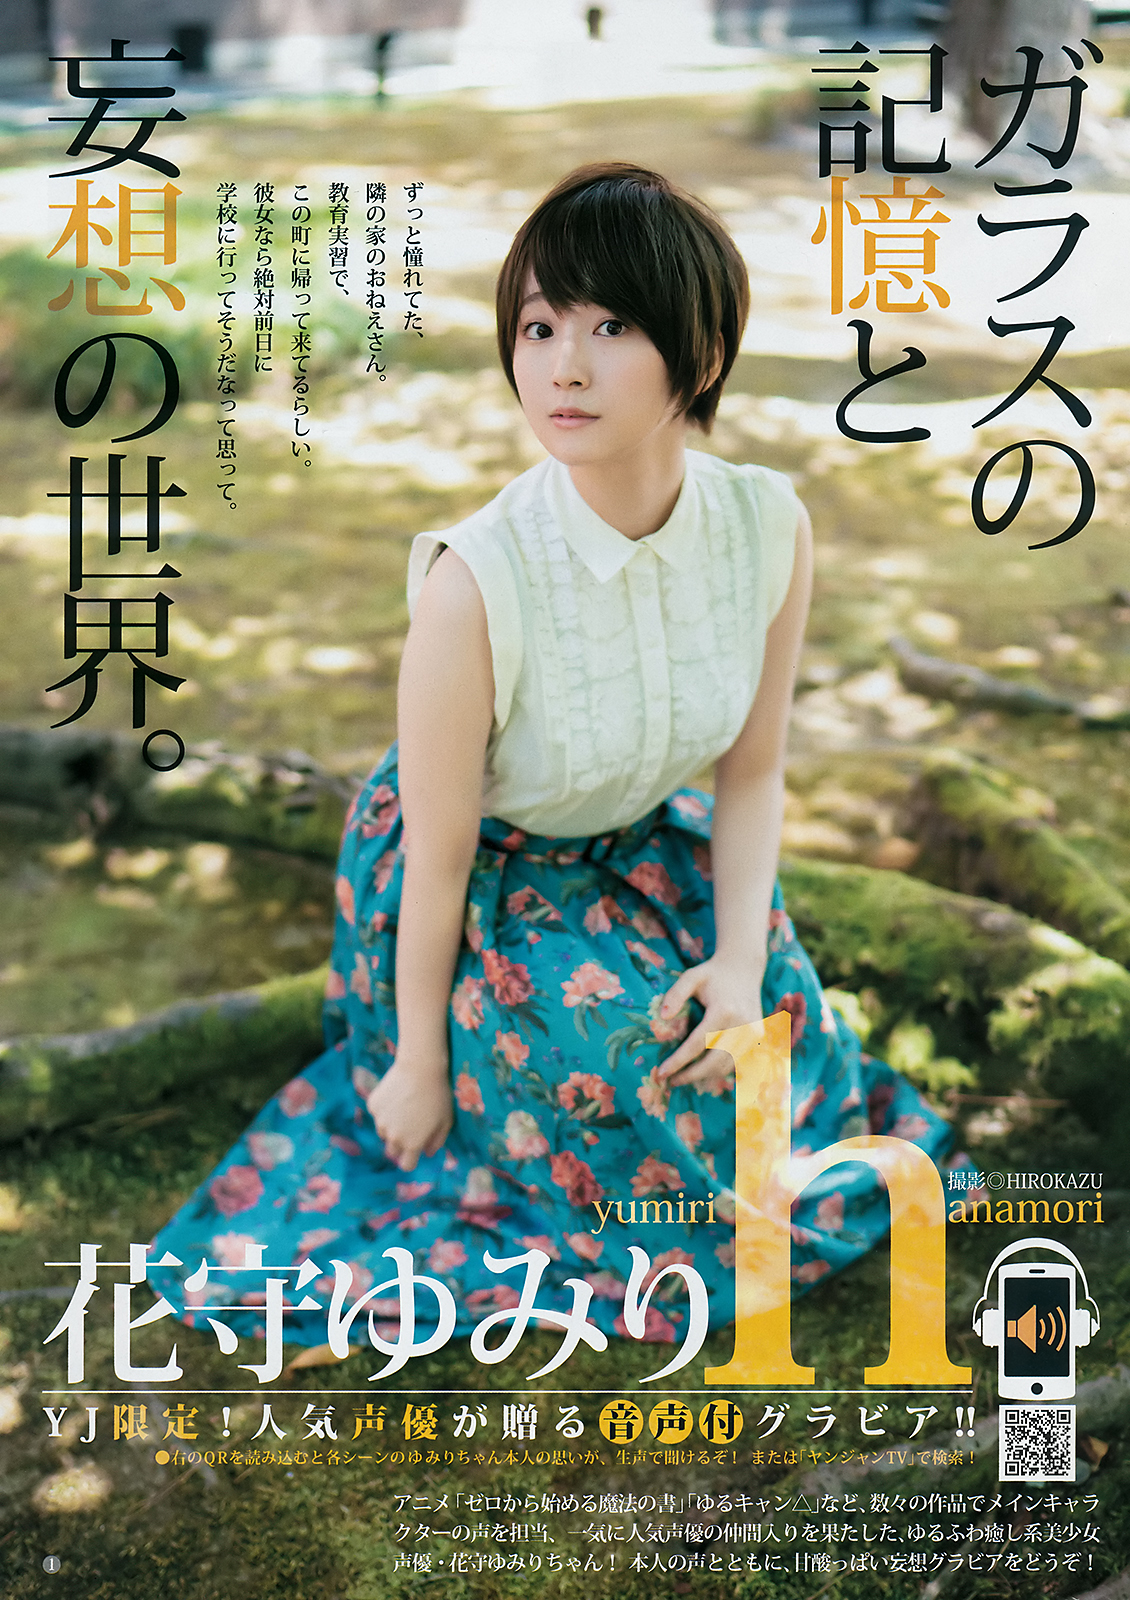 ガラスの
記憶と
妄想の世界。
ずっと憧れてた、
隣の家のおねえさん。
教育実習で、
この町に帰って来てるらしい。
彼女なら絶対前日に
学校に行ってそうだなって思って。
撮影◎HIROKAZU
yumiri hanamori
花守ゆみり
YJ限定！人気声優が贈る音声付グラビア!!
●右のQRを読み込むと各シーンのゆみりちゃん本人の思いが、生声で聞けるぞ！ または「ヤンジャンTV」で検索！
アニメ「ゼロから始める魔法の書」「ゆるキャン△」など、数々の作品でメインキャラ
クターの声を担当、一気に人気声優の仲間入りを果たした、ゆるふわ癒し系美少女
声優・花守ゆみりちゃん！ 本人の声とともに、甘酸っぱい妄想グラビアをどうぞ！
1